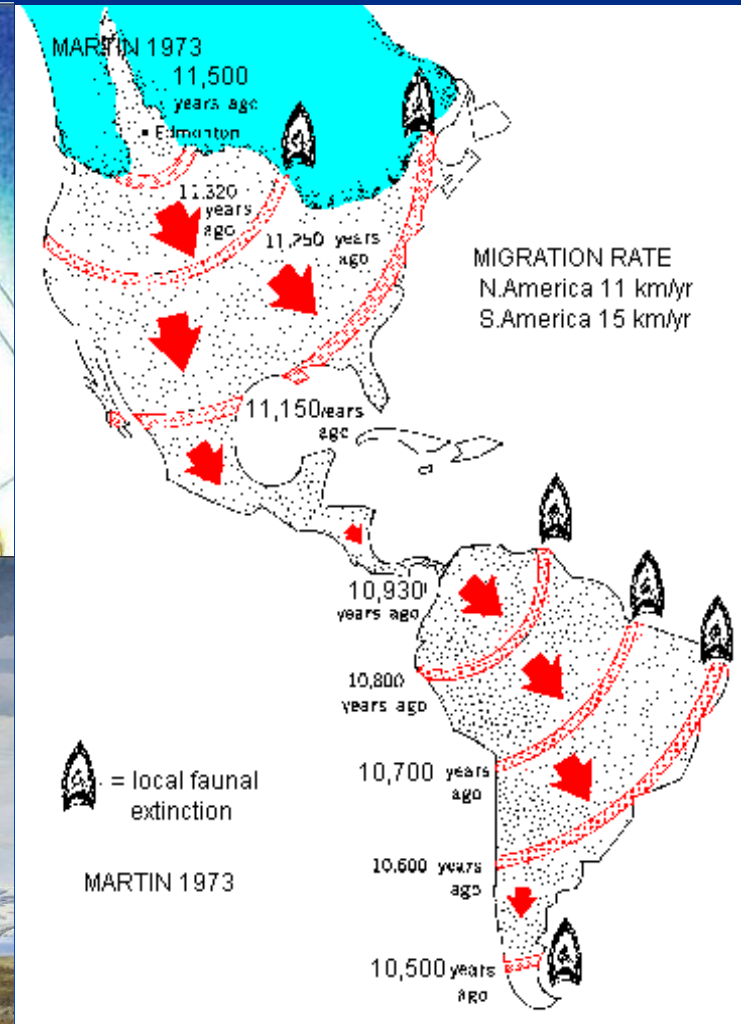 MARTIN 1973
11,500
years ago
• Edmonton
11,320
years
ago
11,250 years
ago
MIGRATION RATE
N.America 11 km/yr
S.America 15 km/yr
11,150 years
ago
10,930
years ago
10,800
years ago
10,700 years
ago
= local faunal
extinction
10,600 years
ago
MARTIN 1973
10,500 years
ago